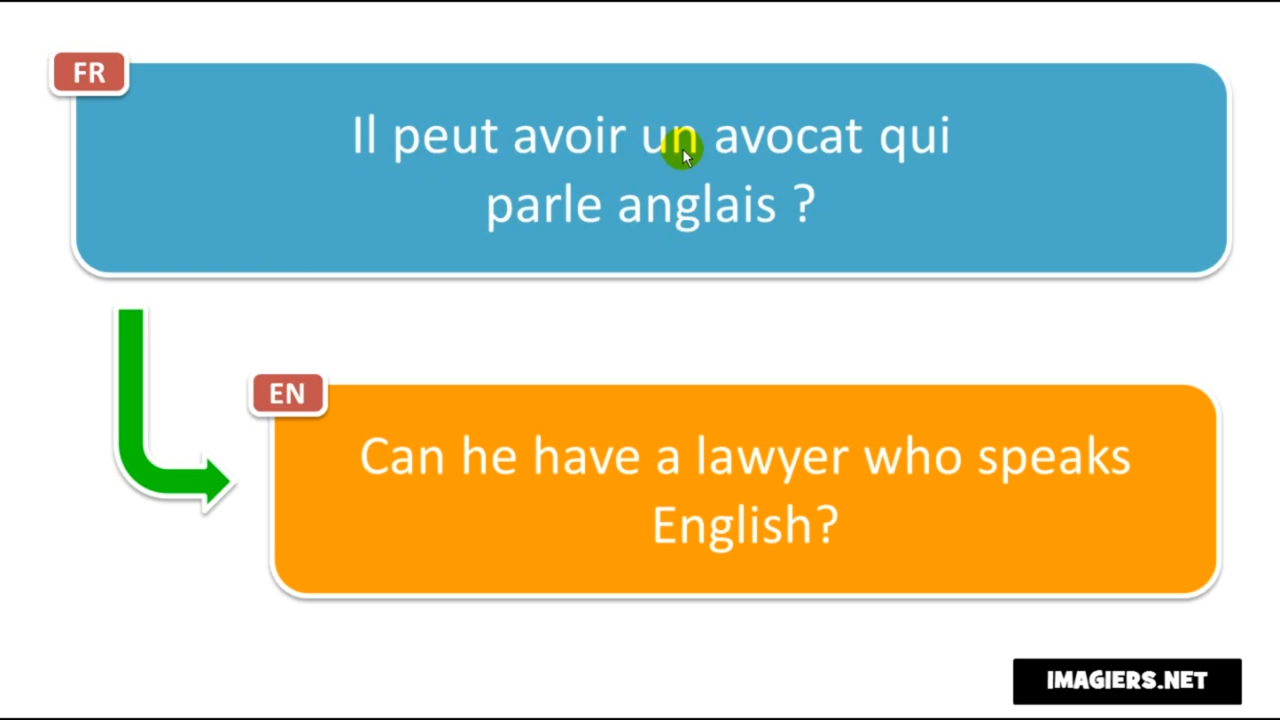 FR
Il peut avoir un avocat qui
parle anglais ?
EN
Can he have a lawyer who speaks
English?
IMAGIERS.NET